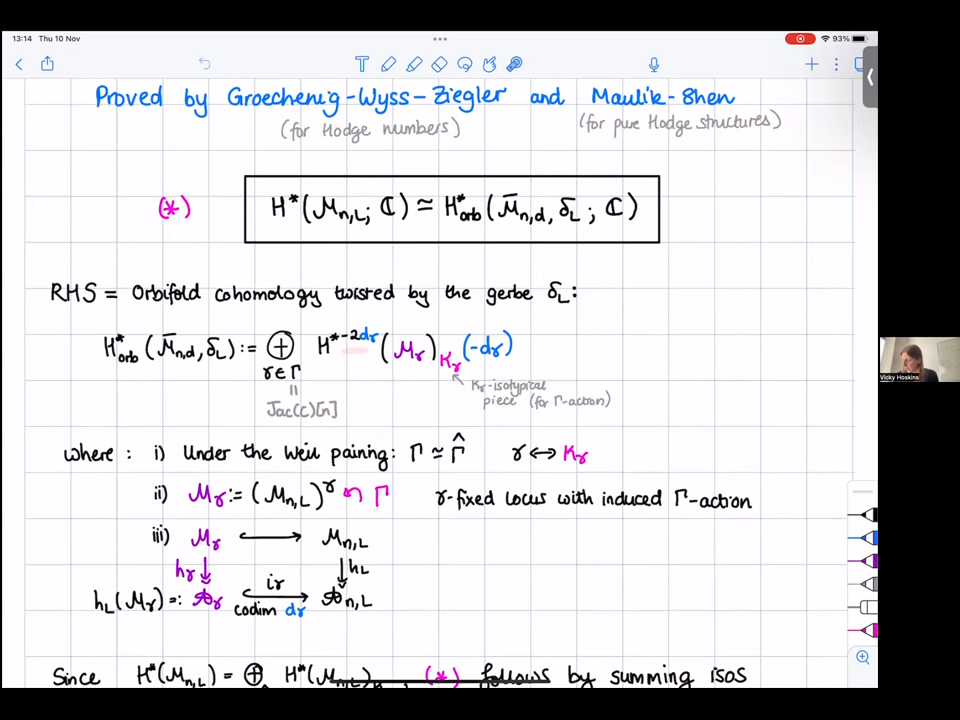 13:14 Thu 10 Nov
93%
Proved by Groechenig-Wyss-Ziegler and Maulik-Shen
(for Hodge numbers) (for pure Hodge structures)
(*) H*(M_{n,L}; ℂ) ≃ H*_{orb}(M̄_{n,d}, δ_L; ℂ)
RHS = Orbifold cohomology twisted by the gerbe δ_L:
H*_{orb}(M̄_{n,d}, δ_L) := ⊕_{γ∈Γ} H^{*-2dγ}(M_γ)_{κ_γ}(-dγ)
Jac(C)[n]
κ_γ-isotypical
piece (for Γ-action)
where : i) Under the Weil pairing: Γ ≃ Γ̂ γ ↔ κ_γ
ii) M_γ := (M_{n,L})^γ ↶ Γ γ-fixed locus with induced Γ-action
iii) M_γ ↪ M_{n,L}
h_γ ↓ ↓ h_L
h_L(M_γ) =: A_γ ↪ A_{n,L}
i_γ
codim dγ
Vicky Hoskins
Since H*(M_{n,L}) = ⊕ H*(M_{n,L})_κ, (*) follows by summing isos